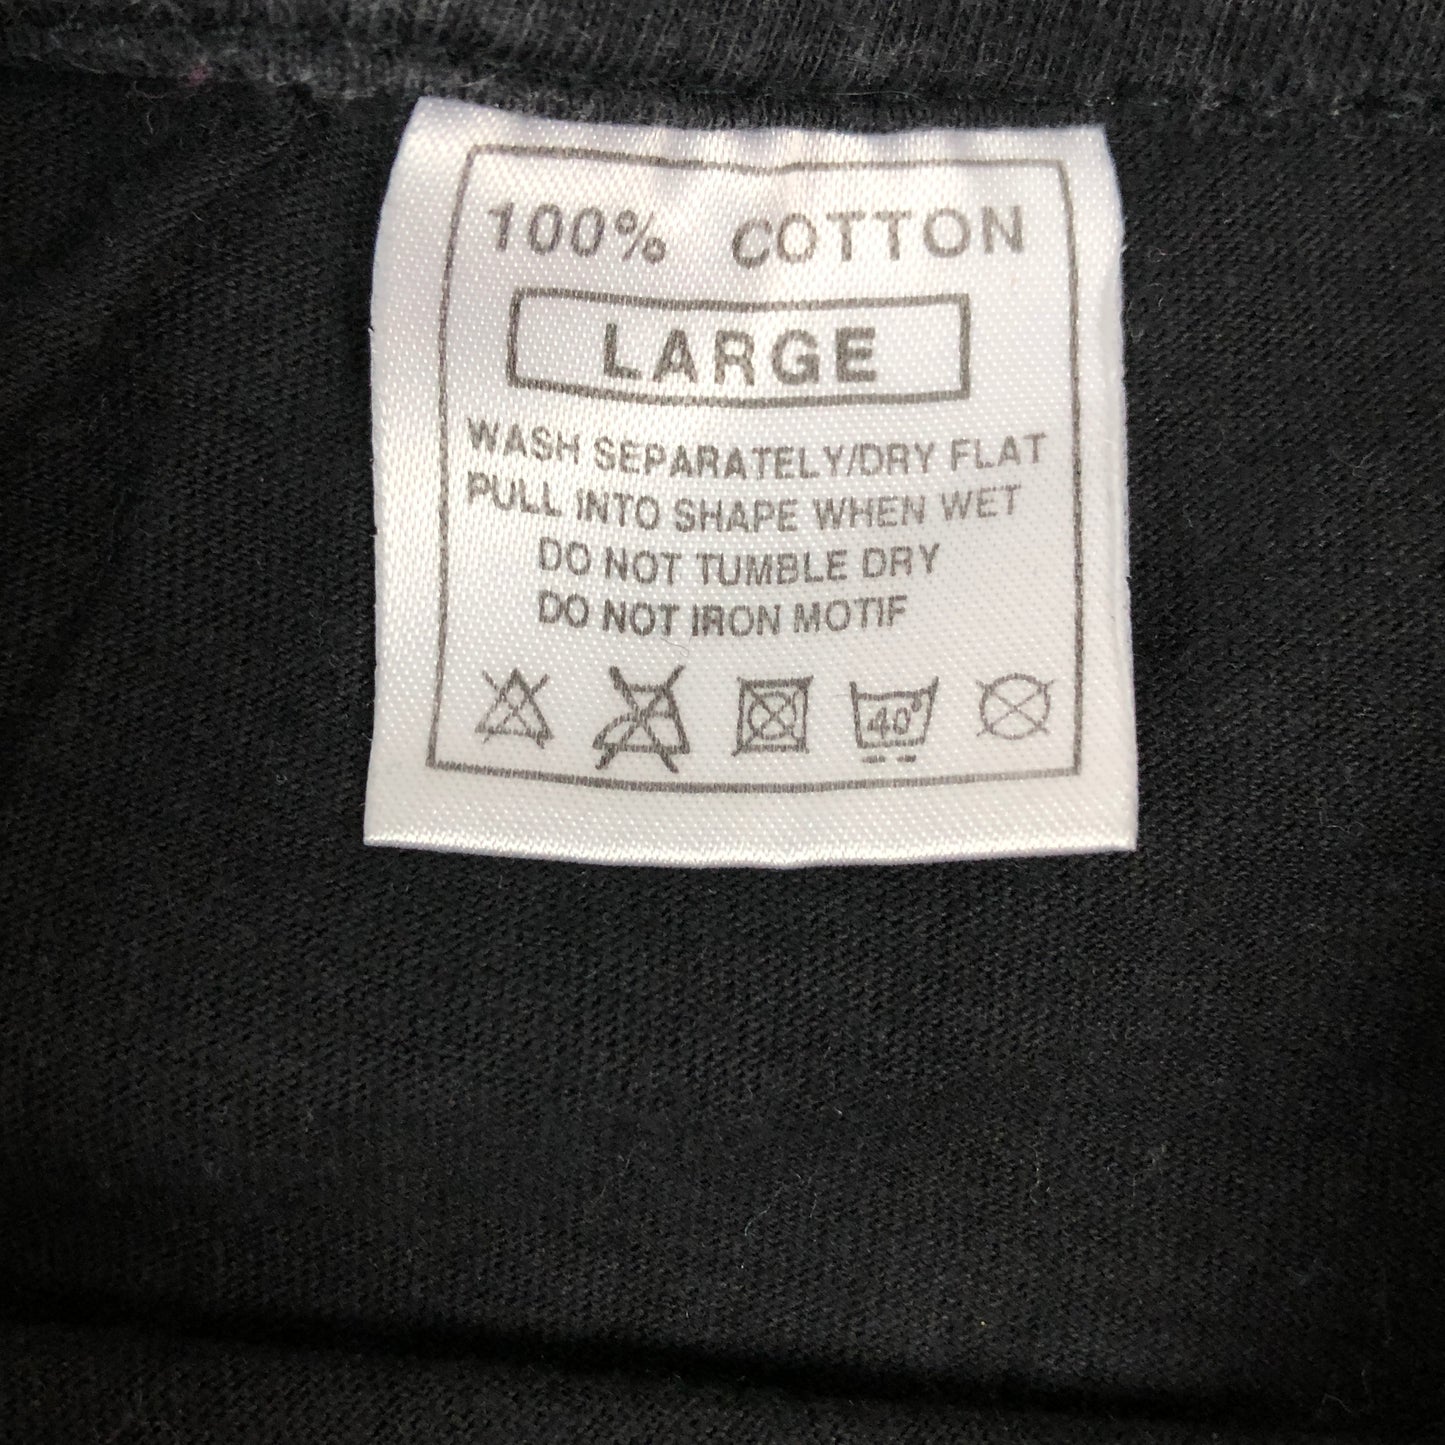 100% COTTON
LARGE
WASH SEPARATELY/DRY FLAT
PULL INTO SHAPE WHEN WET
DO NOT TUMBLE DRY
DO NOT IRON MOTIF
40°